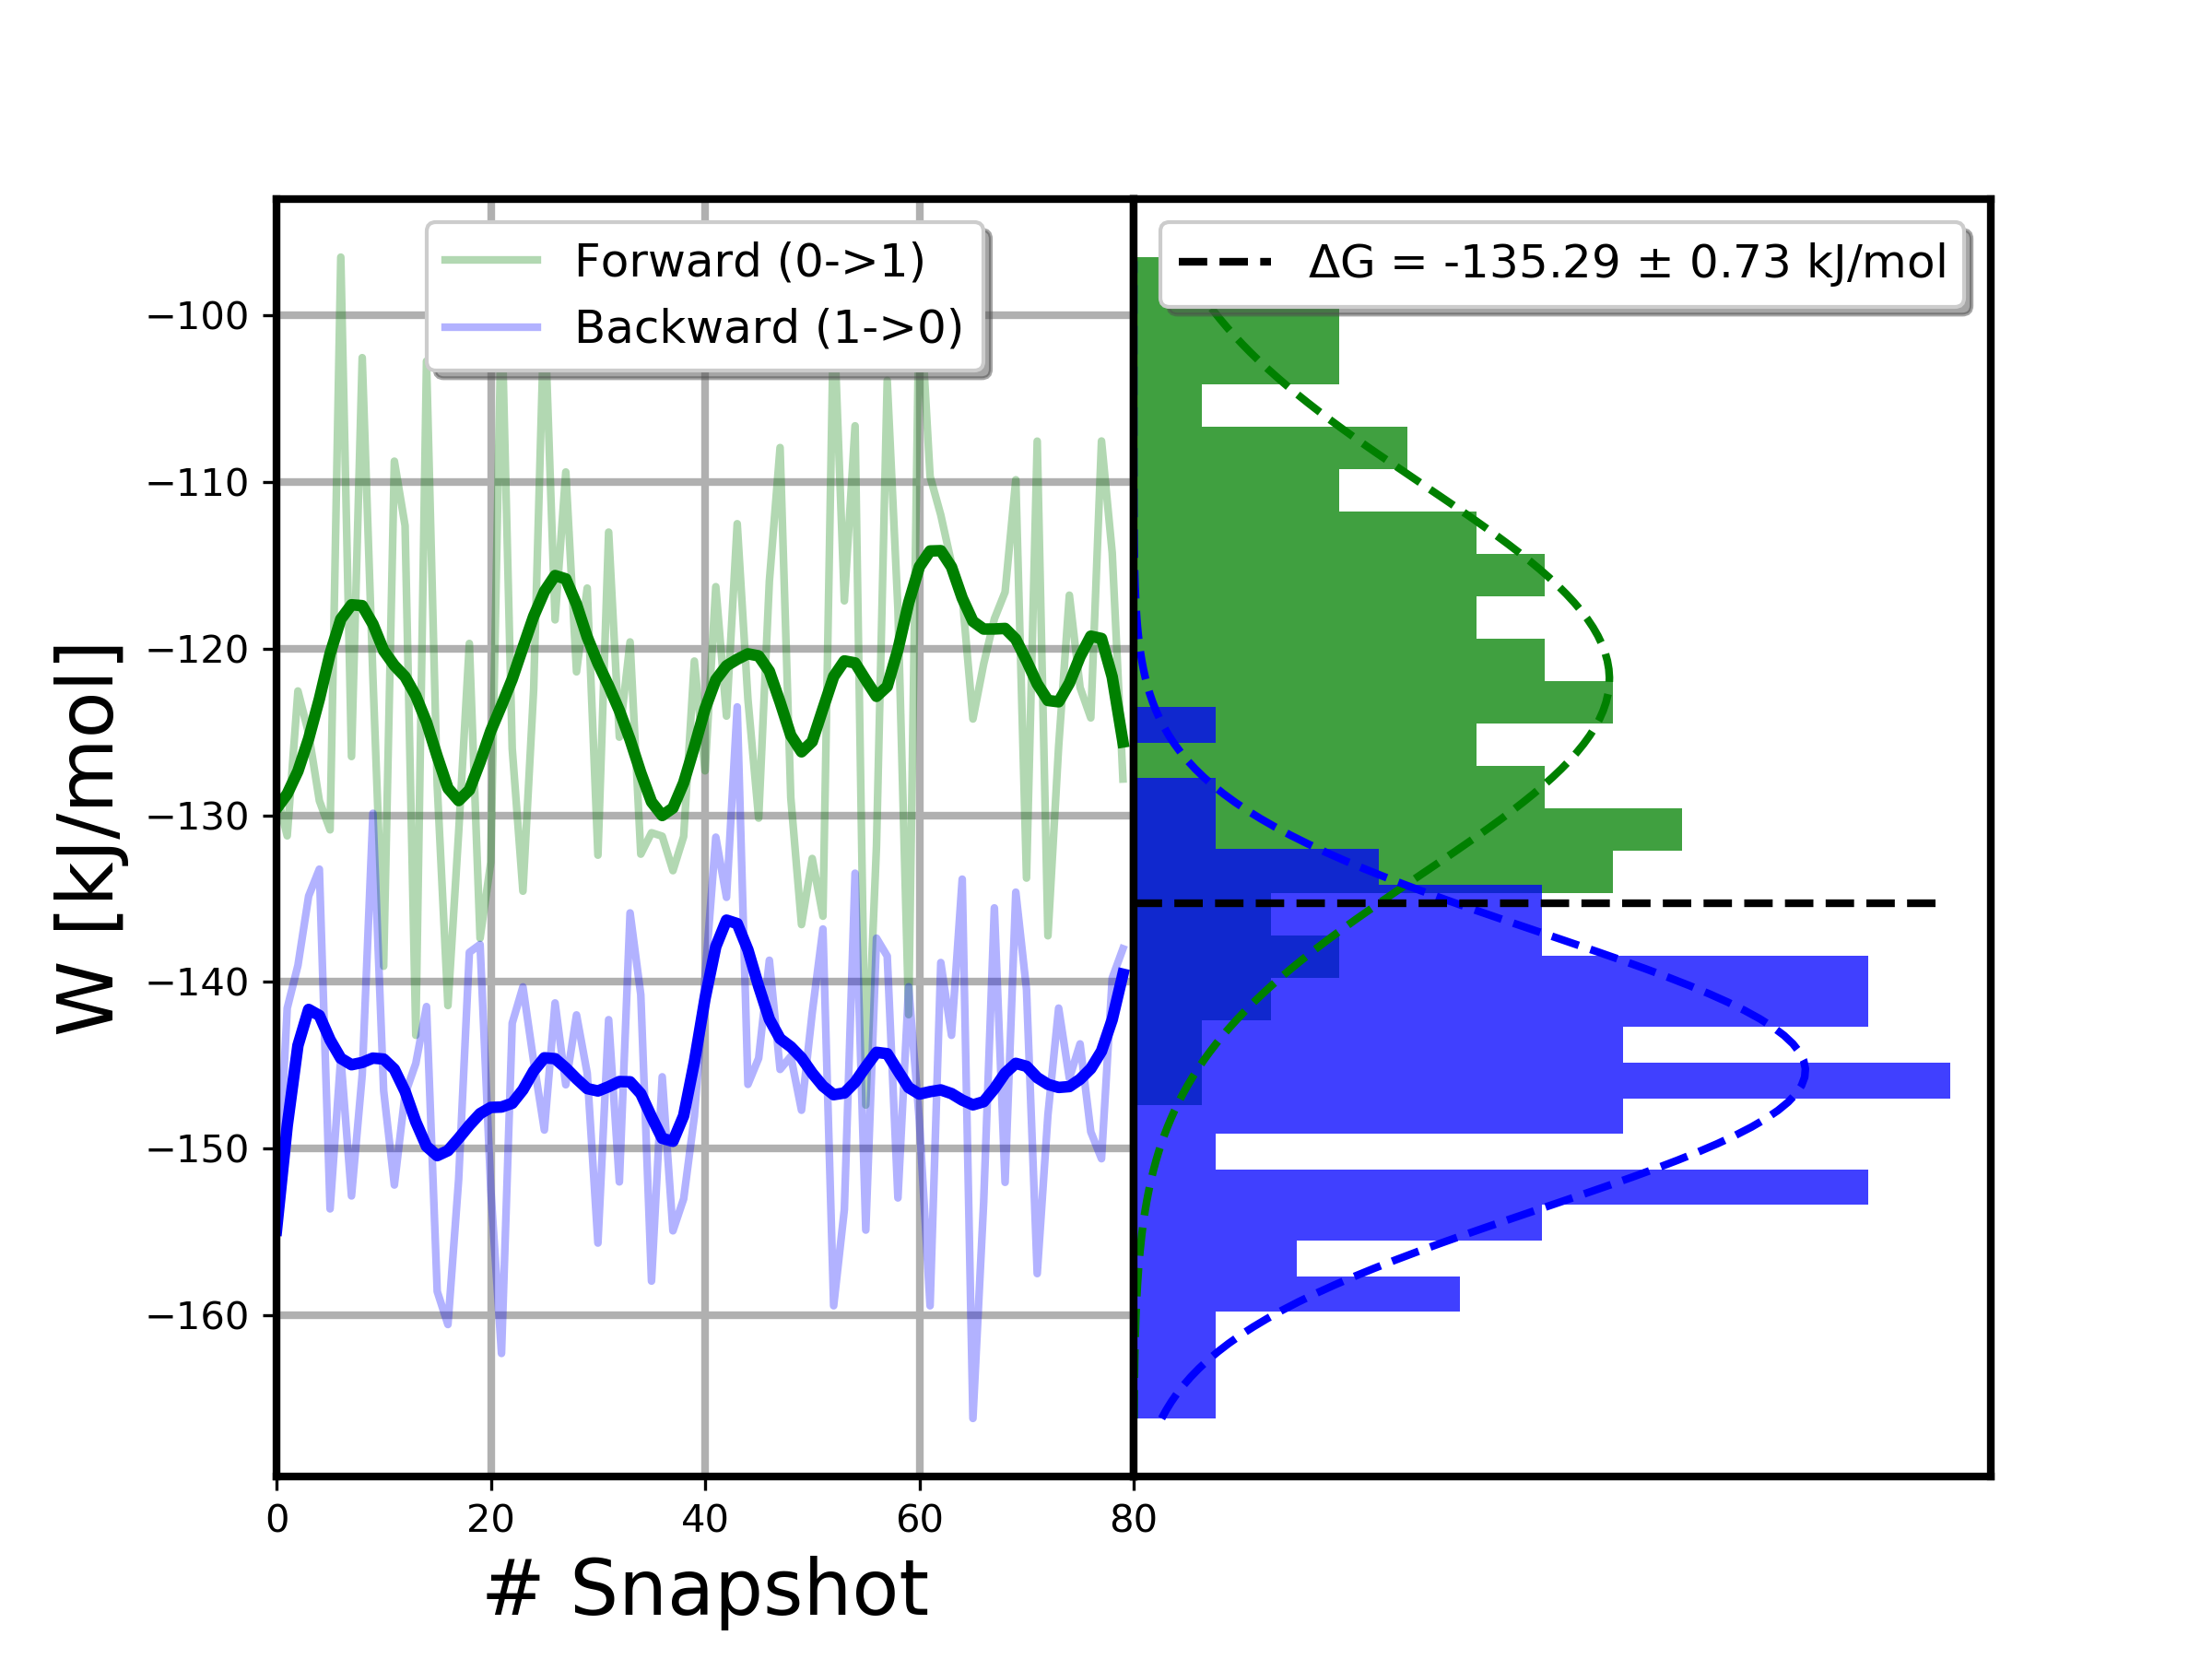 Forward (0->1)
Backward (1->0)
ΔG = -135.29 ± 0.73 kJ/mol
−100
−110
−120
−130
−140
−150
−160
W [kJ/mol]
0 20 40 60 80
# Snapshot